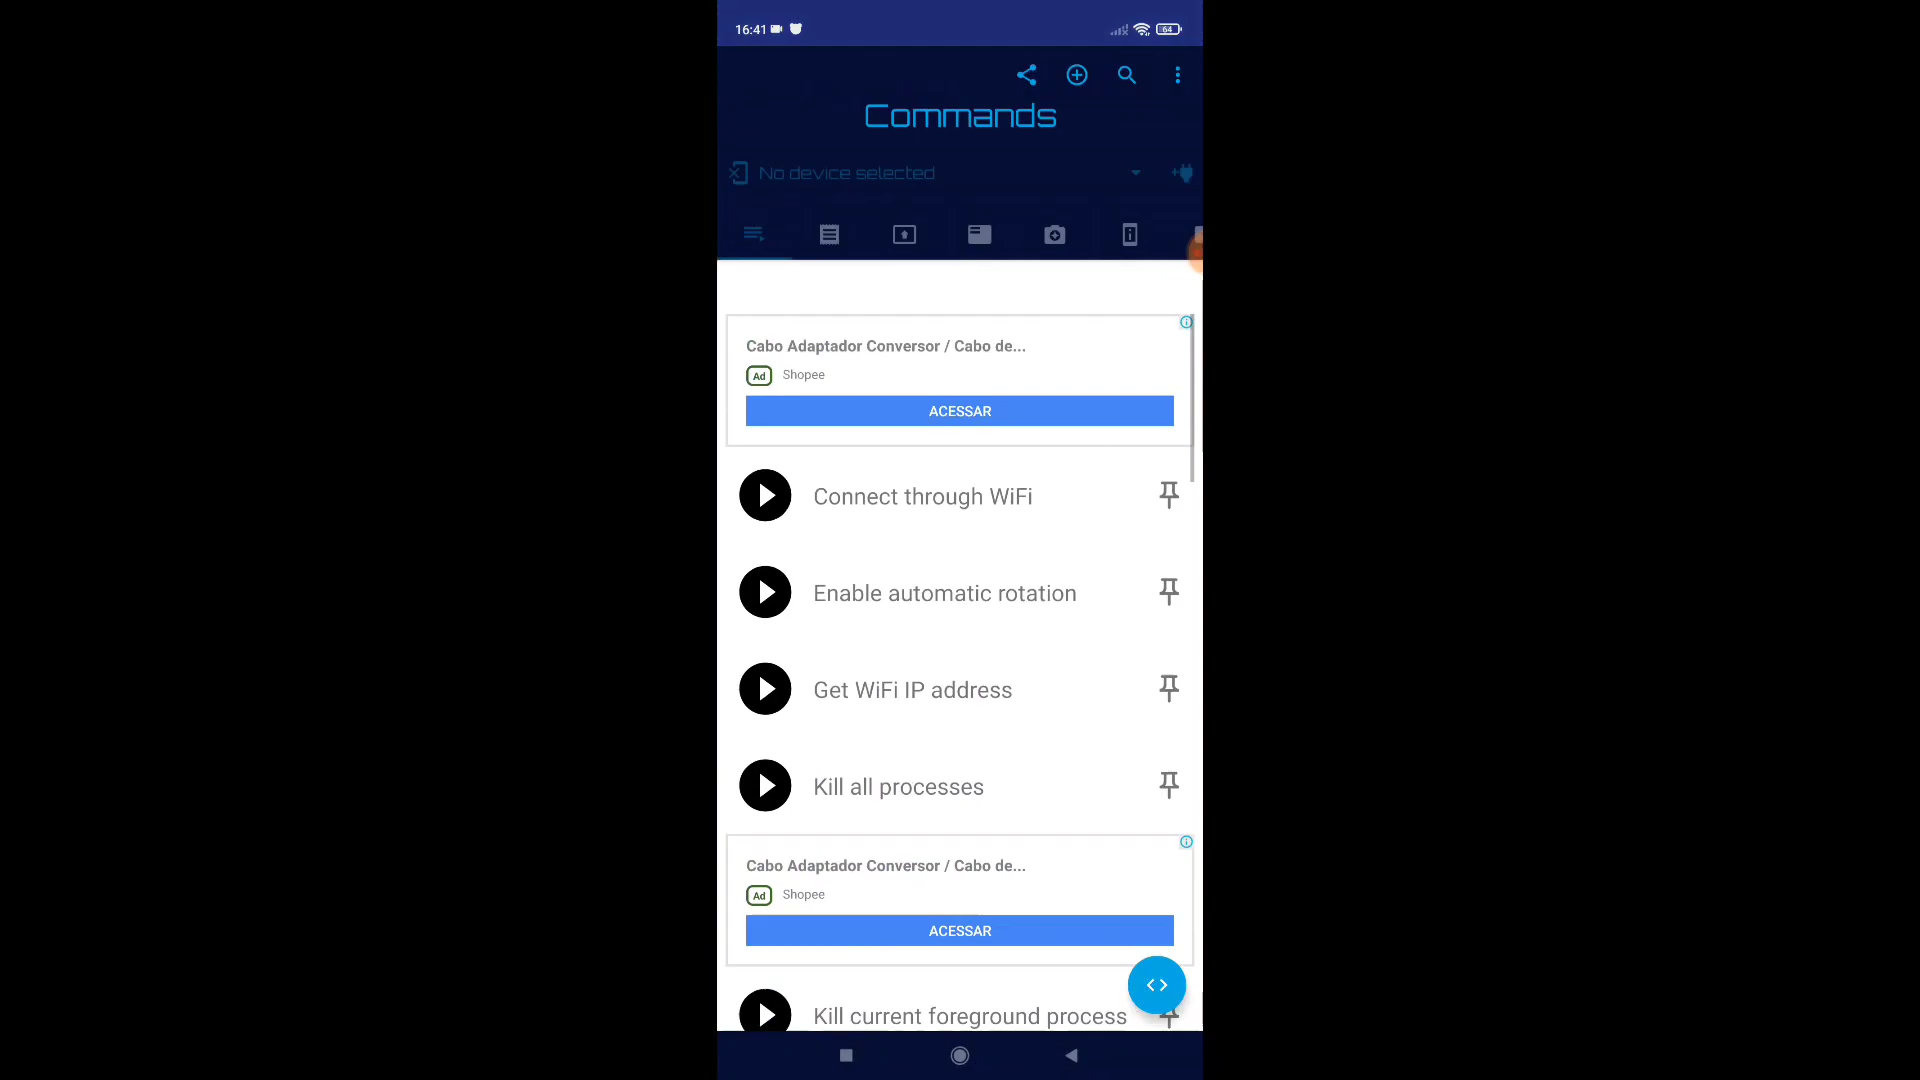 16:41
64
Commands
No device selected
Cabo Adaptador Conversor / Cabo de...
Ad Shopee
ACESSAR
Connect through WiFi
Enable automatic rotation
Get WiFi IP address
Kill all processes
Cabo Adaptador Conversor / Cabo de...
Ad Shopee
ACESSAR
Kill current foreground process